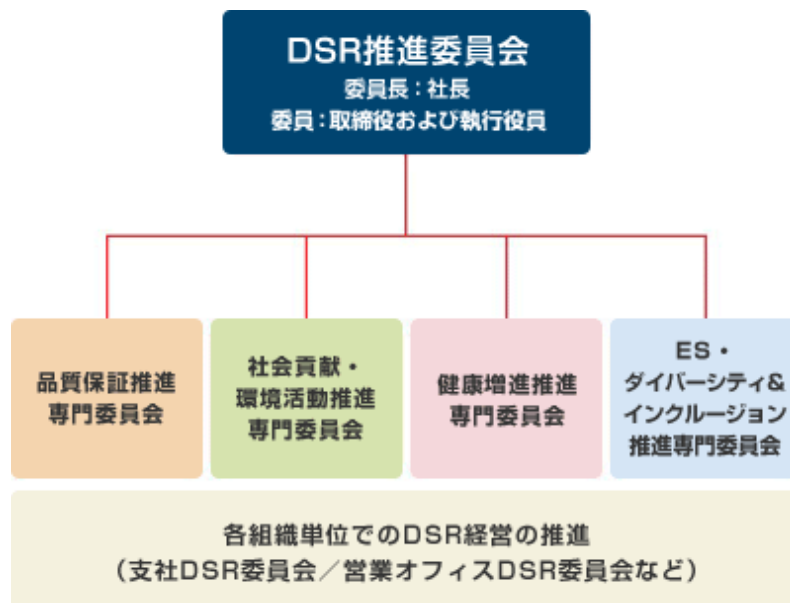 DSR推進委員会
委員長：社長
委員：取締役および執行役員
品質保証推進
専門委員会
社会貢献・
環境活動推進
専門委員会
健康増進推進
専門委員会
ES・
ダイバーシティ&
インクルージョン
推進専門委員会
各組織単位でのDSR経営の推進
（支社DSR委員会／営業オフィスDSR委員会など）